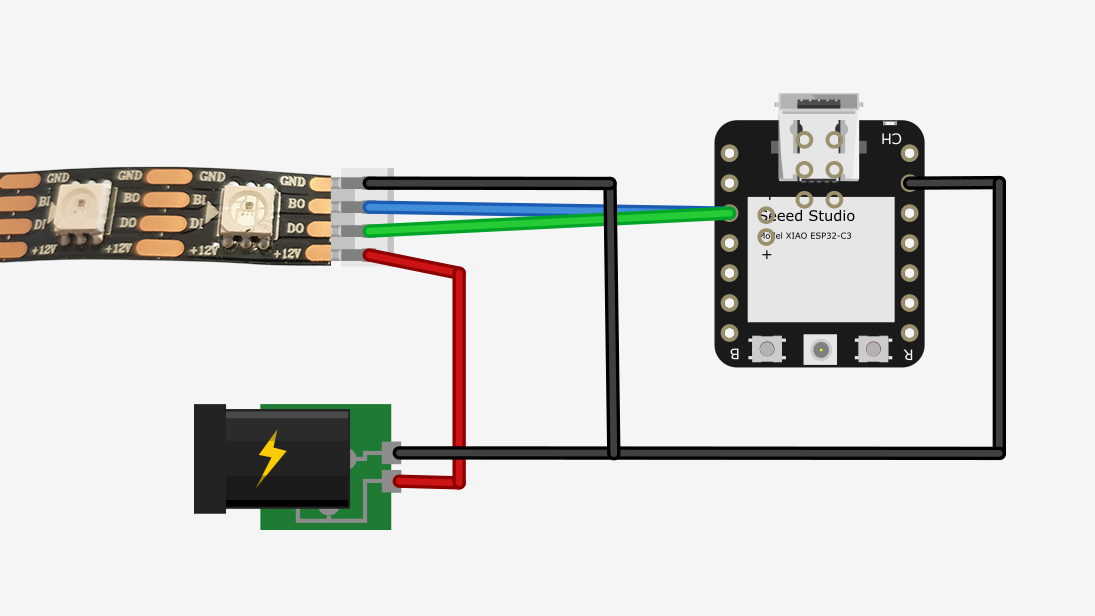 GND
BI
DI
+12V
GND
BO
DO
+12V
GND
BI
DI
+12V
GND
BO
DO
+12V
CH
Seeed Studio
Model XIAO ESP32-C3
+
B
R